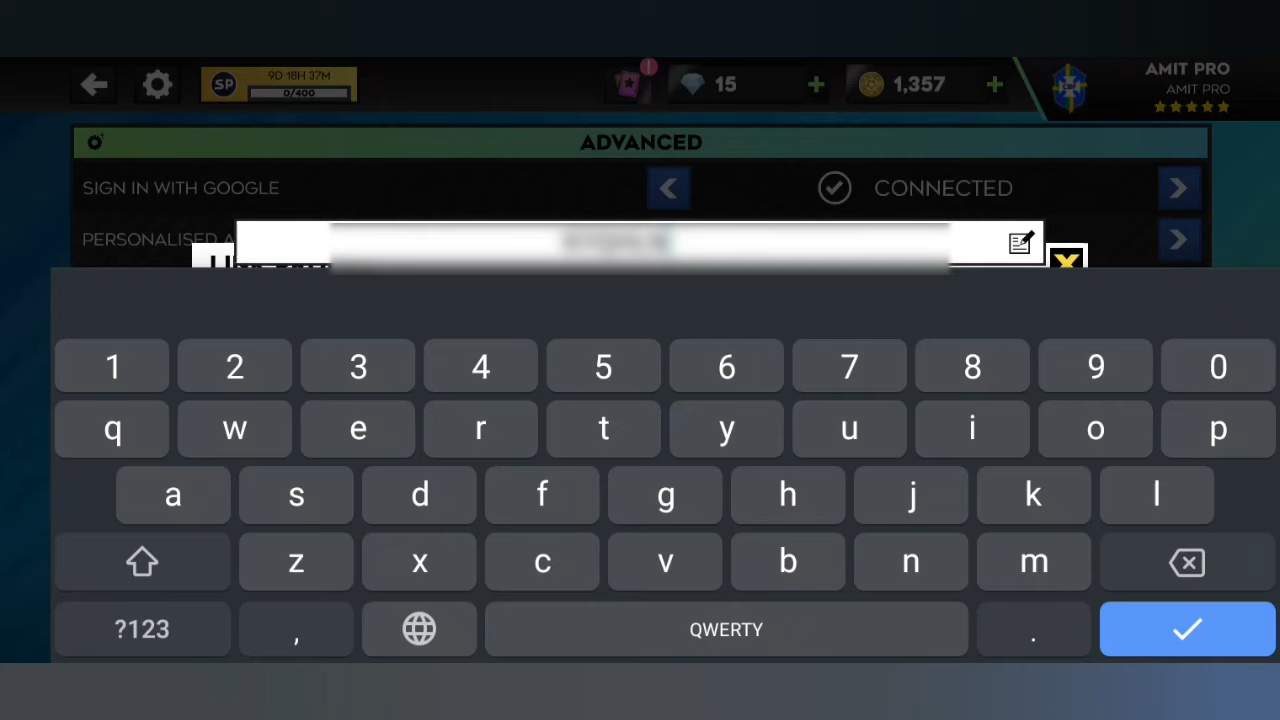 9D 18H 37M
SP
0/400
!
15
+
1,357
+
AMIT PRO
AMIT PRO
ADVANCED
SIGN IN WITH GOOGLE
CONNECTED
PERSONALISED A
X
1 2 3 4 5 6 7 8 9 0
q w e r t y u i o p
a s d f g h j k l
z x c v b n m
?123 , QWERTY .